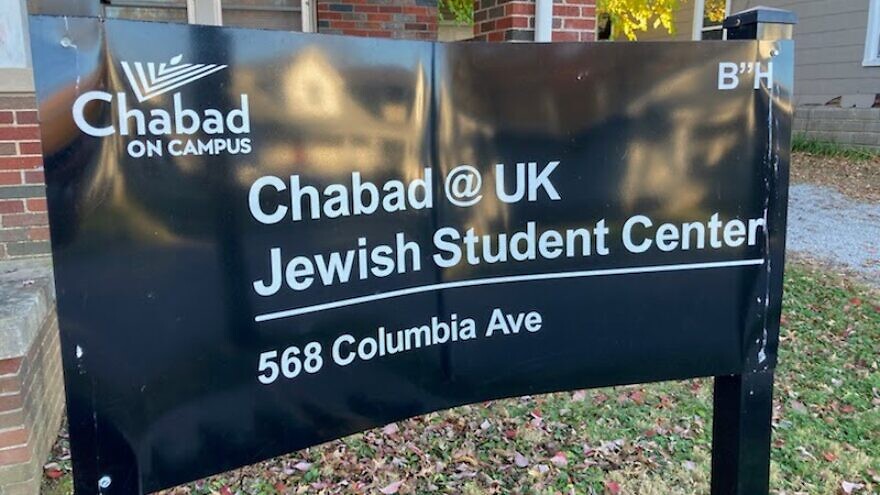 Chabad
ON CAMPUS
B"H
Chabad @ UK
Jewish Student Center
568 Columbia Ave